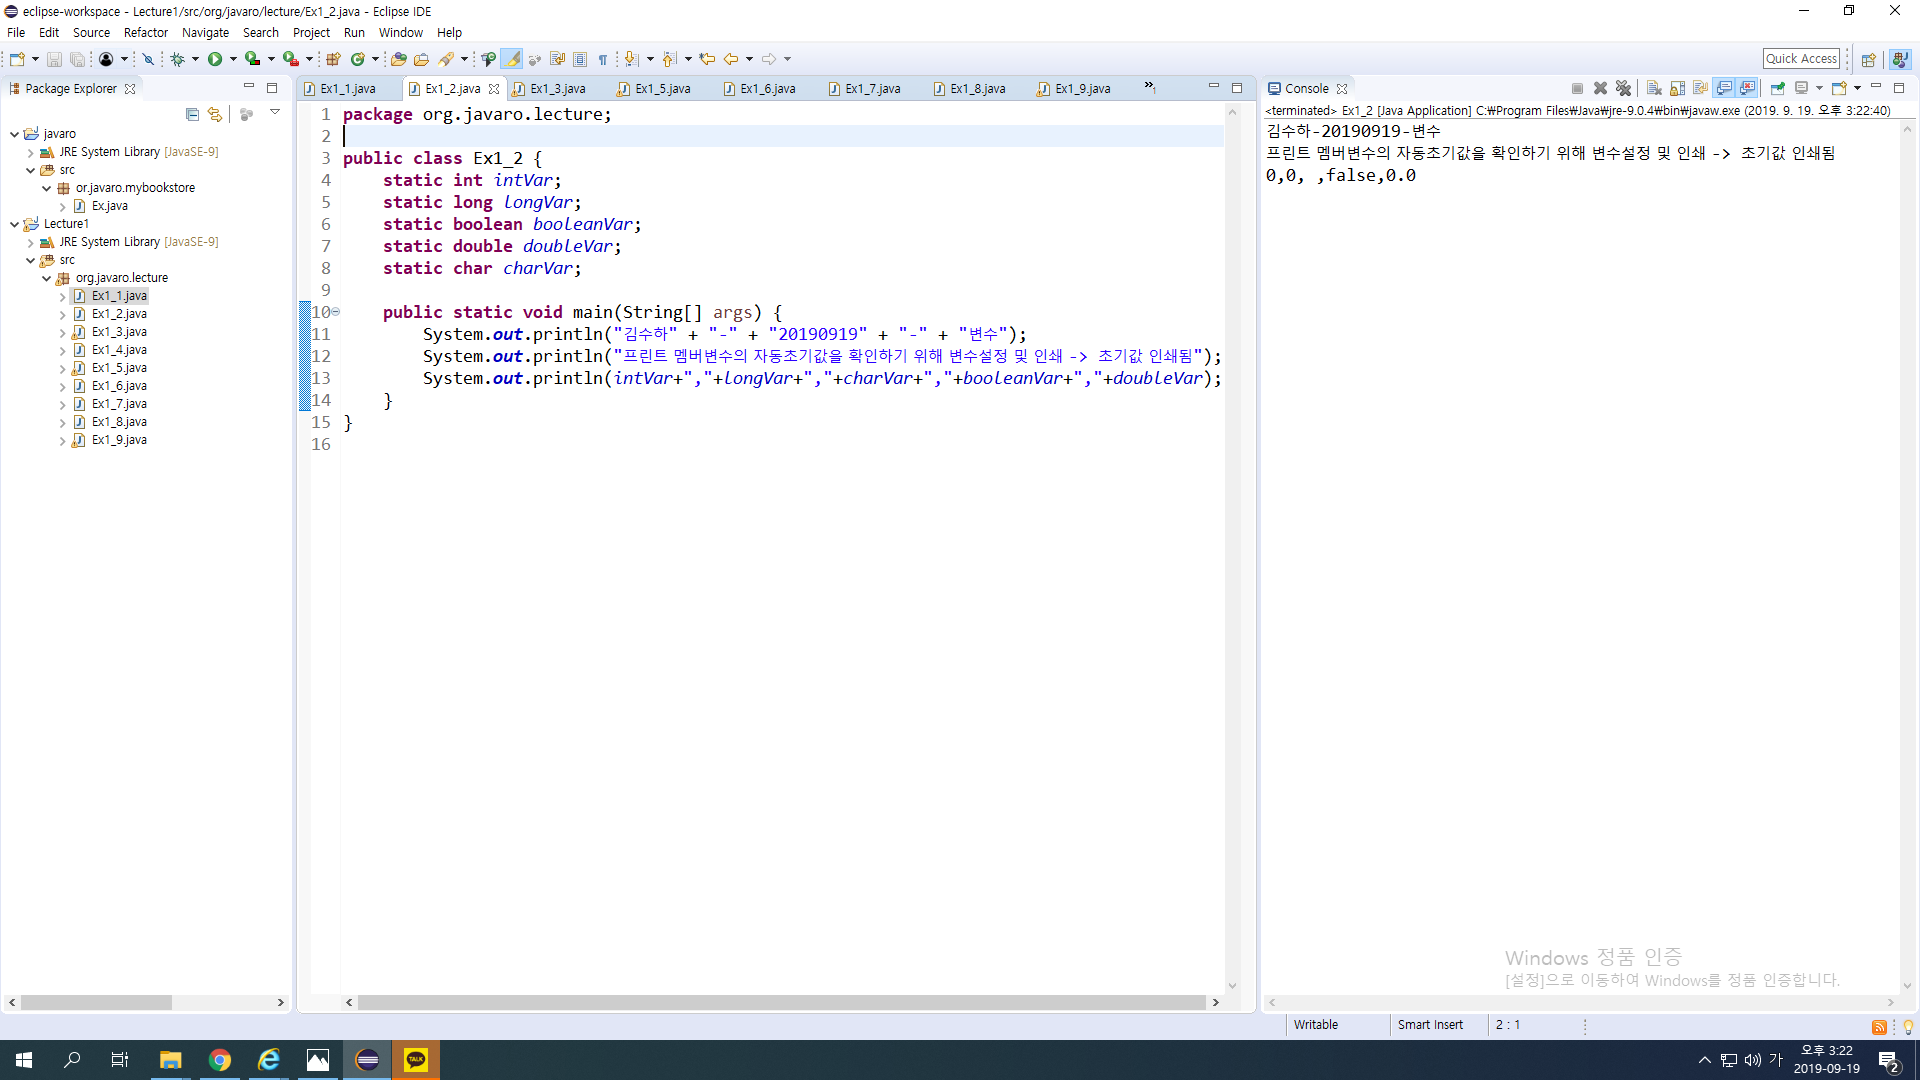 eclipse-workspace - Lecture1/src/org/javaro/lecture/Ex1_2.java - Eclipse IDE
File Edit Source Refactor Navigate Search Project Run Window Help
Quick Access
Package Explorer
javaro
JRE System Library [JavaSE-9]
src
or.javaro.mybookstore
Ex.java
Lecture1
JRE System Library [JavaSE-9]
src
org.javaro.lecture
Ex1_1.java
Ex1_2.java
Ex1_3.java
Ex1_4.java
Ex1_5.java
Ex1_6.java
Ex1_7.java
Ex1_8.java
Ex1_9.java
Ex1_1.java Ex1_2.java Ex1_3.java Ex1_5.java Ex1_6.java Ex1_7.java Ex1_8.java Ex1_9.java »1
1 package org.javaro.lecture;
2
3 public class Ex1_2 {
4 static int intVar;
5 static long longVar;
6 static boolean booleanVar;
7 static double doubleVar;
8 static char charVar;
9
10 public static void main(String[] args) {
11 System.out.println("김수하" + "-" + "20190919" + "-" + "변수");
12 System.out.println("프린트 멤버변수의 자동초기값을 확인하기 위해 변수설정 및 인쇄 -> 초기값 인쇄됨");
13 System.out.println(intVar+","+longVar+","+charVar+","+booleanVar+","+doubleVar);
14 }
15 }
16
Console
<terminated> Ex1_2 [Java Application] C:₩Program Files₩Java₩jre-9.0.4₩bin₩javaw.exe (2019. 9. 19. 오후 3:22:40)
김수하-20190919-변수
프린트 멤버변수의 자동초기값을 확인하기 위해 변수설정 및 인쇄 -> 초기값 인쇄됨
0,0, ,false,0.0
Windows 정품 인증
[설정]으로 이동하여 Windows를 정품 인증합니다.
Writable Smart Insert 2 : 1
TALK
가
오후 3:22
2019-09-19
2